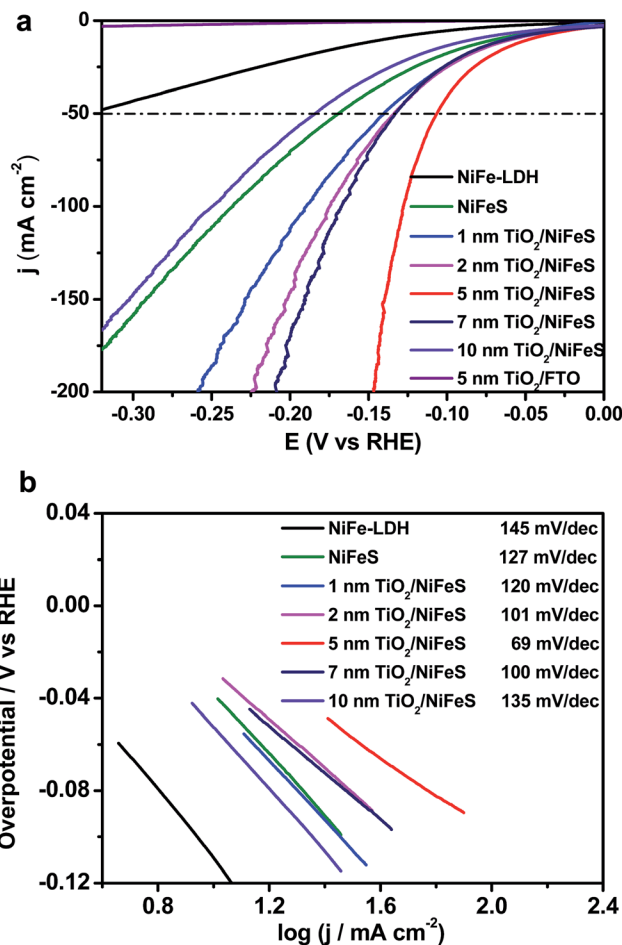 a
0
-50
-100
-150
-200
j (mA cm-2)
NiFe-LDH
NiFeS
1 nm TiO2/NiFeS
2 nm TiO2/NiFeS
5 nm TiO2/NiFeS
7 nm TiO2/NiFeS
10 nm TiO2/NiFeS
5 nm TiO2/FTO
-0.30 -0.25 -0.20 -0.15 -0.10 -0.05 0.00
E (V vs RHE)
b
0.04
0.00
-0.04
-0.08
-0.12
Overpotential / V vs RHE
NiFe-LDH 145 mV/dec
NiFeS 127 mV/dec
1 nm TiO2/NiFeS 120 mV/dec
2 nm TiO2/NiFeS 101 mV/dec
5 nm TiO2/NiFeS 69 mV/dec
7 nm TiO2/NiFeS 100 mV/dec
10 nm TiO2/NiFeS 135 mV/dec
0.8 1.2 1.6 2.0 2.4
log (j / mA cm-2)